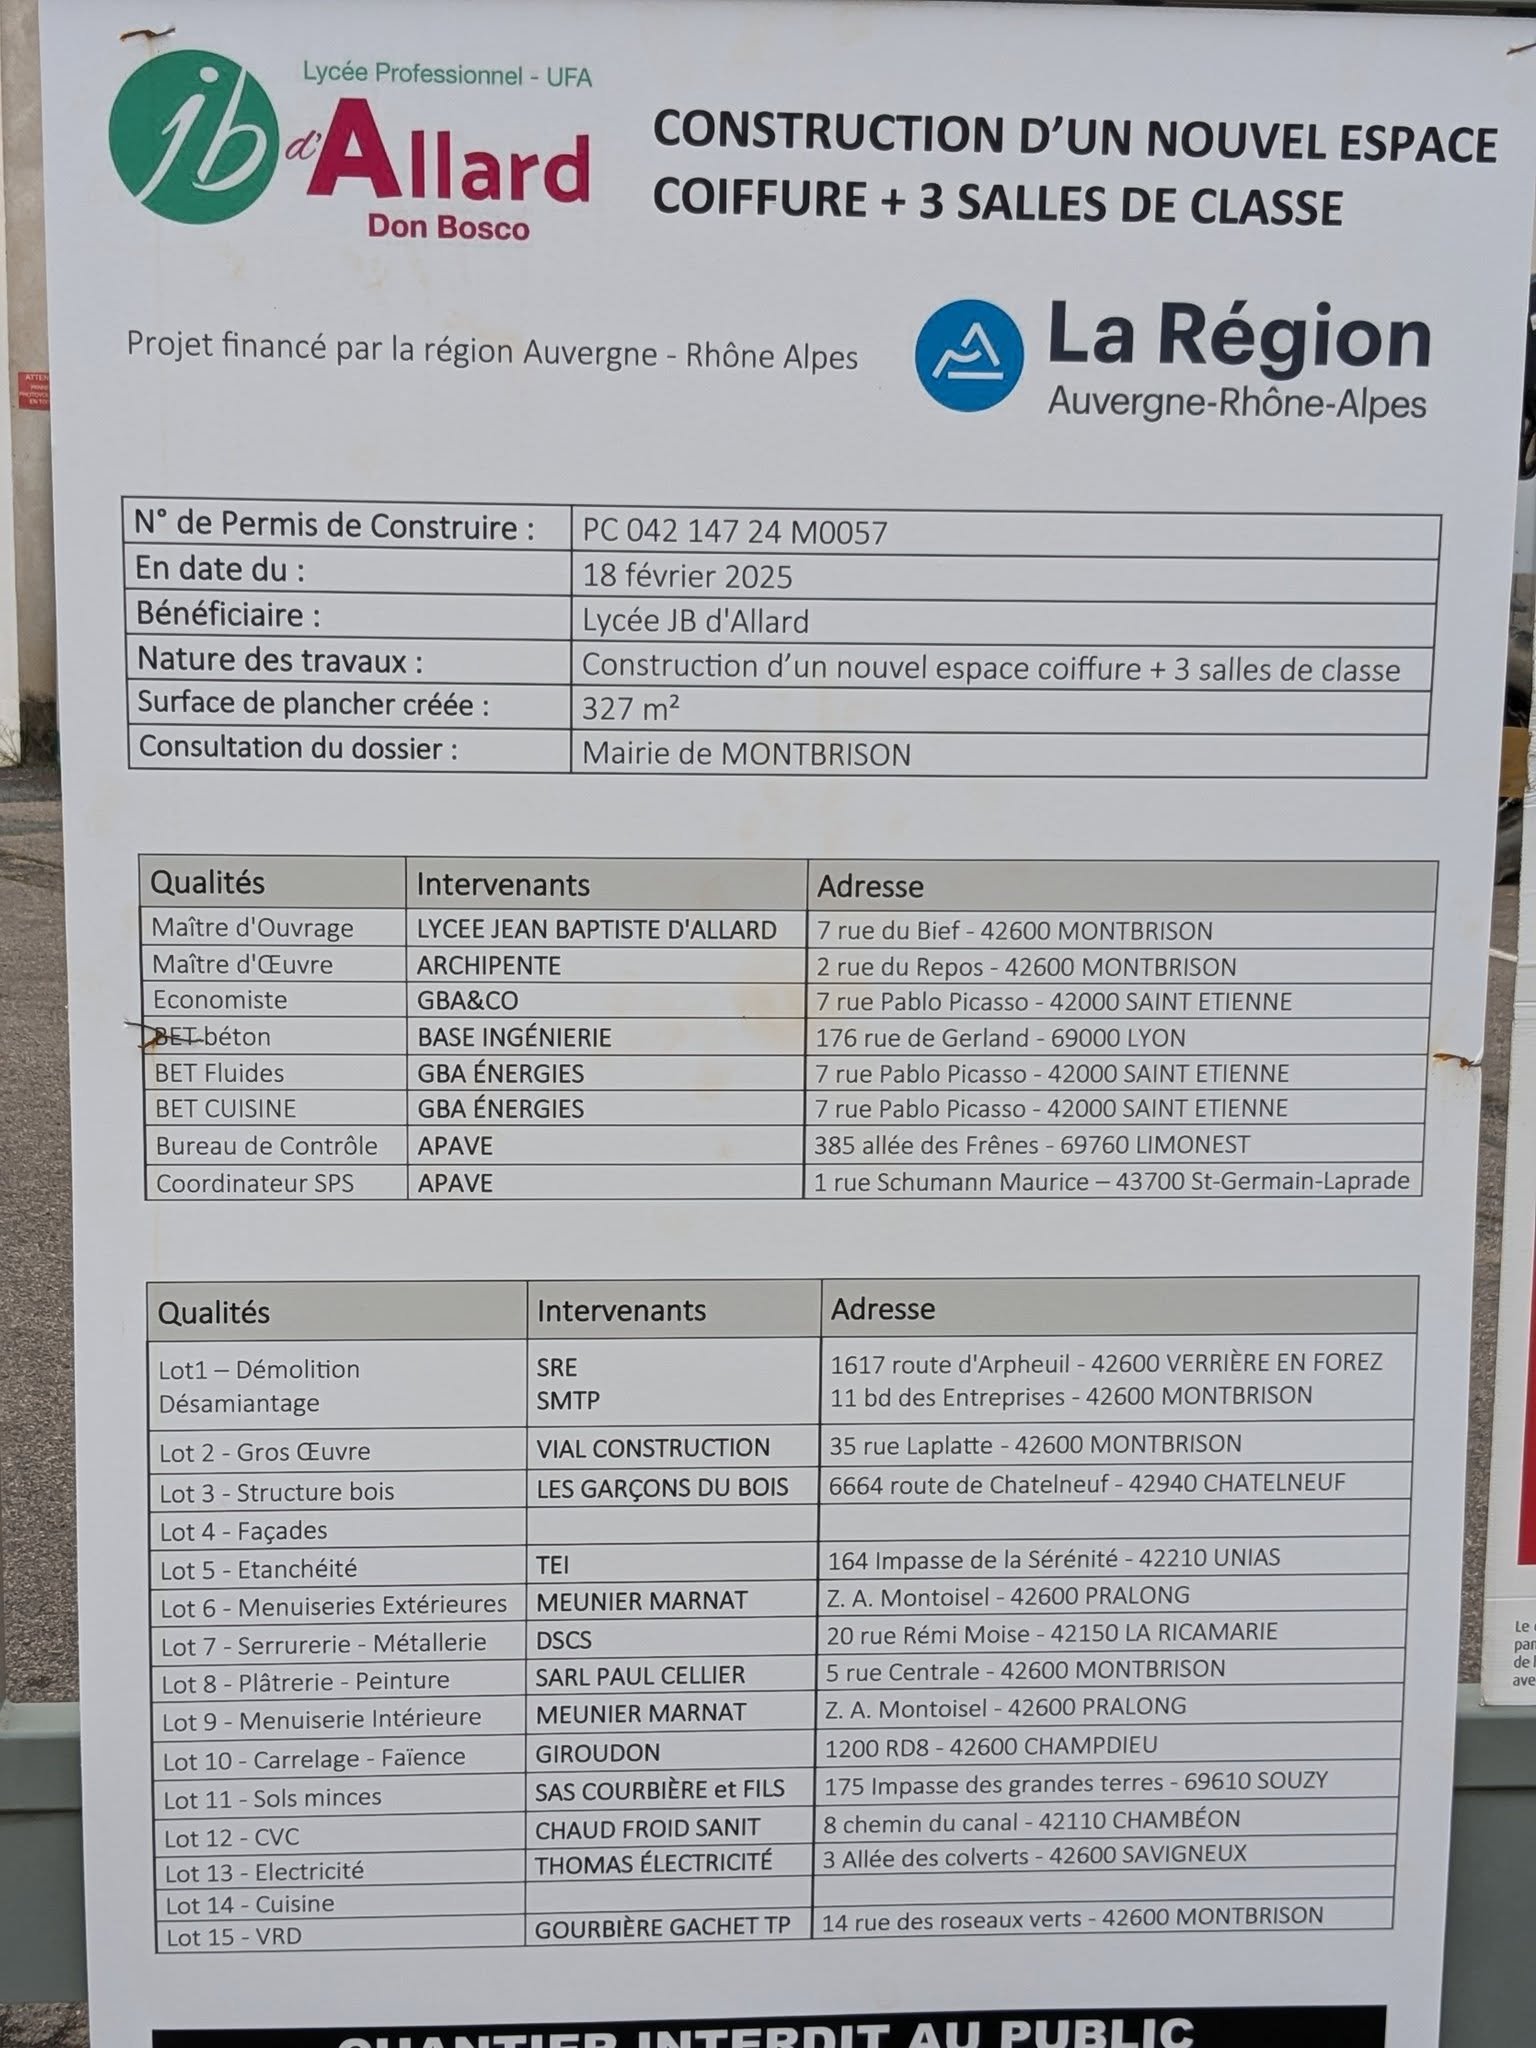 Lycée Professionnel - UFA
jb d'Allard
Don Bosco
CONSTRUCTION D’UN NOUVEL ESPACE
COIFFURE + 3 SALLES DE CLASSE
Projet financé par la région Auvergne - Rhône Alpes
La Région
Auvergne-Rhône-Alpes
N° de Permis de Construire : PC 042 147 24 M0057
En date du : 18 février 2025
Bénéficiaire : Lycée JB d'Allard
Nature des travaux : Construction d’un nouvel espace coiffure + 3 salles de classe
Surface de plancher créée : 327 m²
Consultation du dossier : Mairie de MONTBRISON
Qualités Intervenants Adresse
Maître d'Ouvrage LYCEE JEAN BAPTISTE D'ALLARD 7 rue du Bief - 42600 MONTBRISON
Maître d'Œuvre ARCHIPENTE 2 rue du Repos - 42600 MONTBRISON
Economiste GBA&CO 7 rue Pablo Picasso - 42000 SAINT ETIENNE
BET béton BASE INGÉNIERIE 176 rue de Gerland - 69000 LYON
BET Fluides GBA ÉNERGIES 7 rue Pablo Picasso - 42000 SAINT ETIENNE
BET CUISINE GBA ÉNERGIES 7 rue Pablo Picasso - 42000 SAINT ETIENNE
Bureau de Contrôle APAVE 385 allée des Frênes - 69760 LIMONEST
Coordinateur SPS APAVE 1 rue Schumann Maurice – 43700 St-Germain-Laprade
Qualités Intervenants Adresse
Lot1 – Démolition SRE 1617 route d'Arpheuil - 42600 VERRIÈRE EN FOREZ
Désamiantage SMTP 11 bd des Entreprises - 42600 MONTBRISON
Lot 2 - Gros Œuvre VIAL CONSTRUCTION 35 rue Laplatte - 42600 MONTBRISON
Lot 3 - Structure bois LES GARÇONS DU BOIS 6664 route de Chatelneuf - 42940 CHATELNEUF
Lot 4 - Façades
Lot 5 - Etanchéité TEI 164 Impasse de la Sérénité - 42210 UNIAS
Lot 6 - Menuiseries Extérieures MEUNIER MARNAT Z. A. Montoisel - 42600 PRALONG
Lot 7 - Serrurerie - Métallerie DSCS 20 rue Rémi Moise - 42150 LA RICAMARIE
Lot 8 - Plâtrerie - Peinture SARL PAUL CELLIER 5 rue Centrale - 42600 MONTBRISON
Lot 9 - Menuiserie Intérieure MEUNIER MARNAT Z. A. Montoisel - 42600 PRALONG
Lot 10 - Carrelage - Faïence GIROUDON 1200 RD8 - 42600 CHAMPDIEU
Lot 11 - Sols minces SAS COURBIÈRE et FILS 175 Impasse des grandes terres - 69610 SOUZY
Lot 12 - CVC CHAUD FROID SANIT 8 chemin du canal - 42110 CHAMBÉON
Lot 13 - Electricité THOMAS ÉLECTRICITÉ 3 Allée des colverts - 42600 SAVIGNEUX
Lot 14 - Cuisine
Lot 15 - VRD GOURBIÈRE GACHET TP 14 rue des roseaux verts - 42600 MONTBRISON
INTERDIT AU PUBLIC